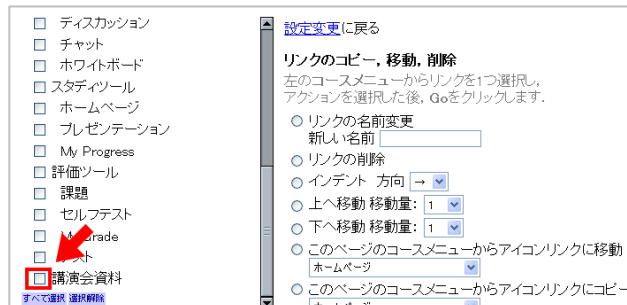 ディスカッション
チャット
ホワイトボード
スタディツール
ホームページ
プレゼンテーション
My Progress
評価ツール
課題
セルフテスト
Grade
講演会資料
すべて選択 選択解除
設定変更に戻る
リンクのコピー，移動，削除
左のコースメニューからリンクを1つ選択し，
アクションを選択した後，Goをクリックします．
リンクの名前変更
新しい名前
リンクの削除
インデント 方向 →
上へ移動 移動量： 1
下へ移動 移動量： 1
このページのコースメニューからアイコンリンクに移動
ホームページ
このページのコースメニューからアイコンリンクにコピー